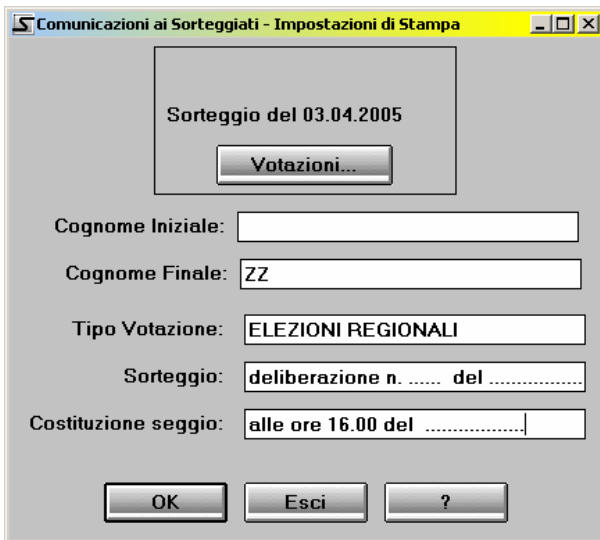 Comunicazioni ai Sorteggiati - Impostazioni di Stampa
Sorteggio del 03.04.2005
Votazioni...
Cognome Iniziale:
Cognome Finale: ZZ
Tipo Votazione: ELEZIONI REGIONALI
Sorteggio: deliberazione n. ...... del .................
Costituzione seggio: alle ore 16.00 del ..................
OK Esci ?